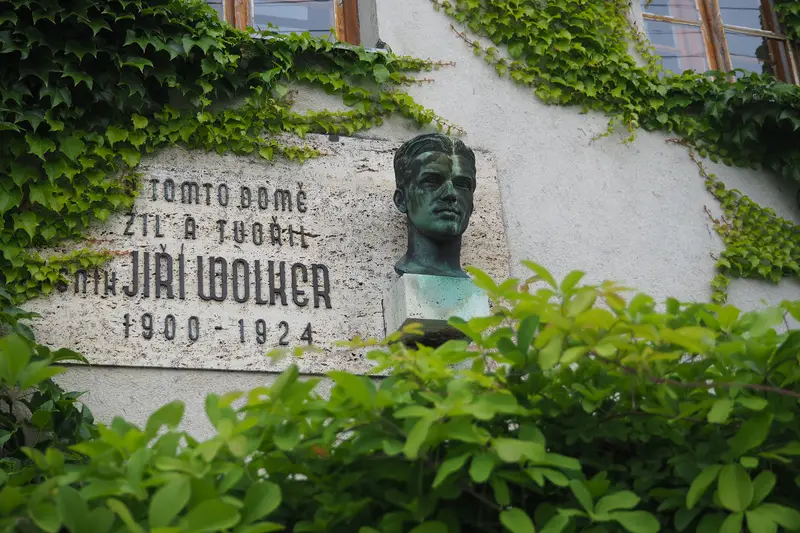 TOMTO DOMĚ
ŽIL A TVOŘIL
JIŘÍ WOLKER
1900 - 1924